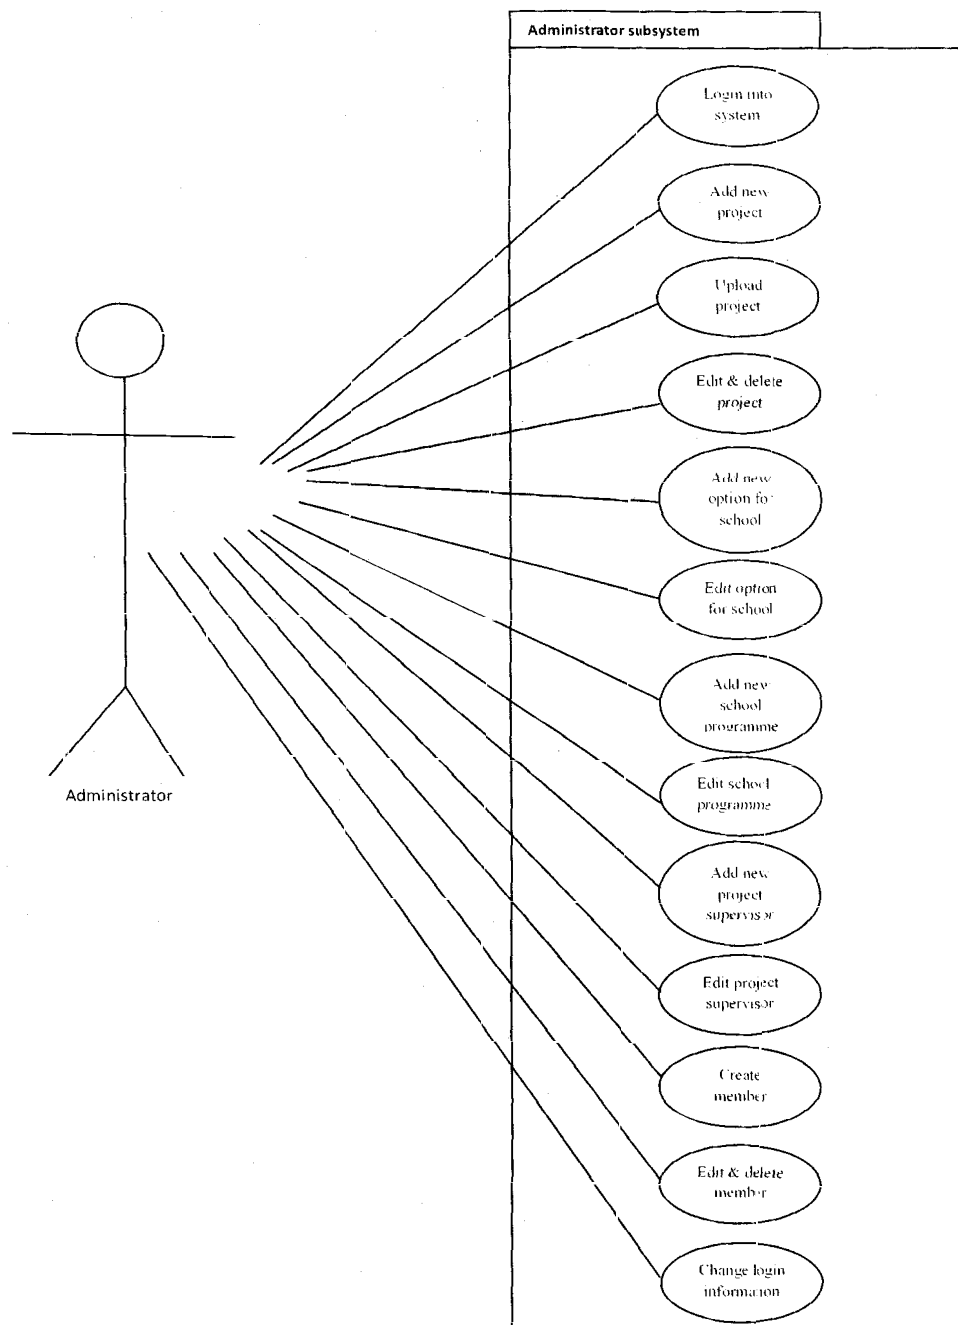 Administrator subsystem
Login into
system
Add new
project
Upload
project
Edit & delete
project
Add new
option for
school
Edit option
for school
Add new
school
programme
Edit school
programme
Administrator
Add new
project
supervisor
Edit project
supervisor
Create
member
Edit & delete
member
Change login
information